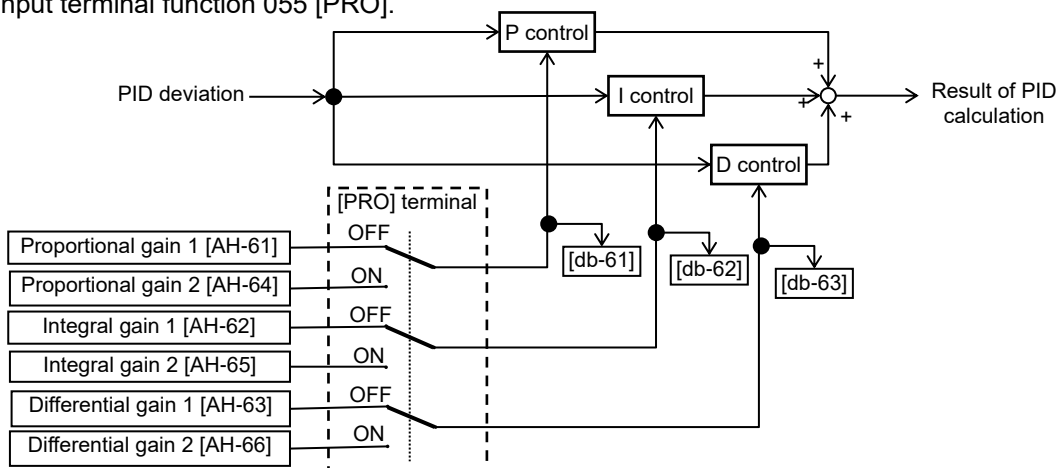 nput terminal function 055 [PRO].
P control
+
PID deviation
I control
+
Result of PID
calculation
+
D control
[PRO] terminal
OFF
Proportional gain 1 [AH-61]
[db-61]
[db-62]
[db-63]
ON
Proportional gain 2 [AH-64]
OFF
Integral gain 1 [AH-62]
ON
Integral gain 2 [AH-65]
OFF
Differential gain 1 [AH-63]
ON
Differential gain 2 [AH-66]